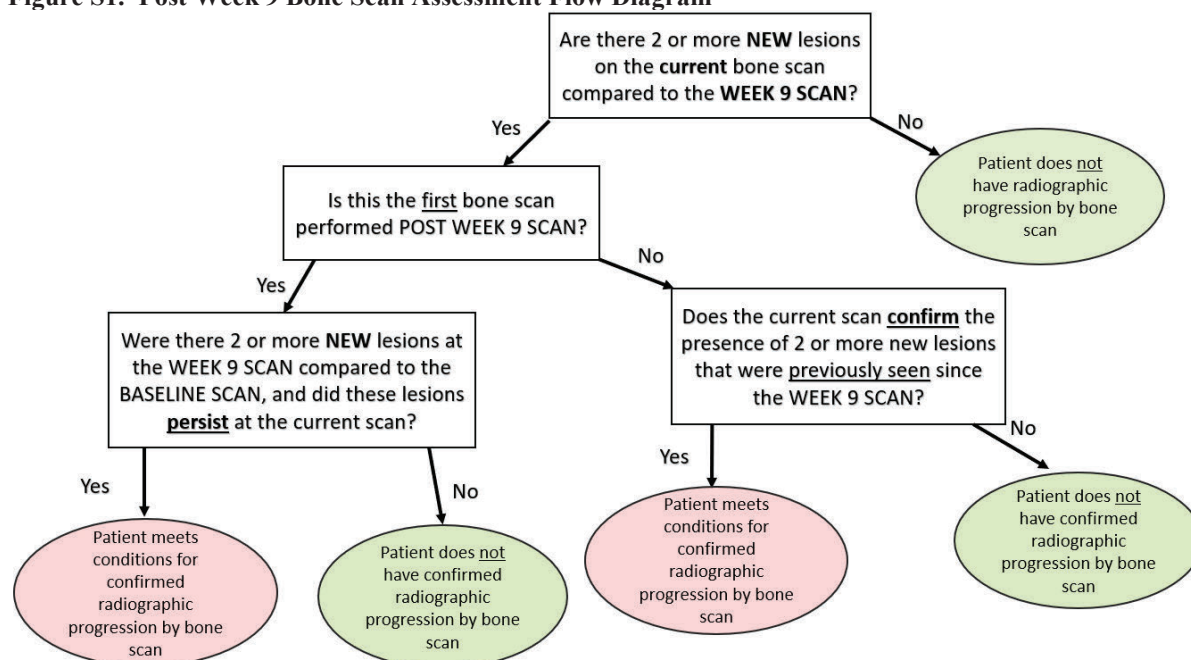 Figure S1. Post Week 9 Bone Scan Assessment Flow Diagram
Are there 2 or more NEW lesions
on the current bone scan
compared to the WEEK 9 SCAN?
Yes
No
Patient does not
have radiographic
progression by bone
scan
Is this the first bone scan
performed POST WEEK 9 SCAN?
Yes
No
Were there 2 or more NEW lesions at
the WEEK 9 SCAN compared to the
BASELINE SCAN, and did these lesions
persist at the current scan?
Does the current scan confirm the
presence of 2 or more new lesions
that were previously seen since
the WEEK 9 SCAN?
Yes
No
Yes
No
Patient meets
conditions for
confirmed
radiographic
progression by bone
scan
Patient does not
have confirmed
radiographic
progression by bone
scan
Patient meets
conditions for
confirmed
radiographic
progression by bone
scan
Patient does not
have confirmed
radiographic
progression by bone
scan